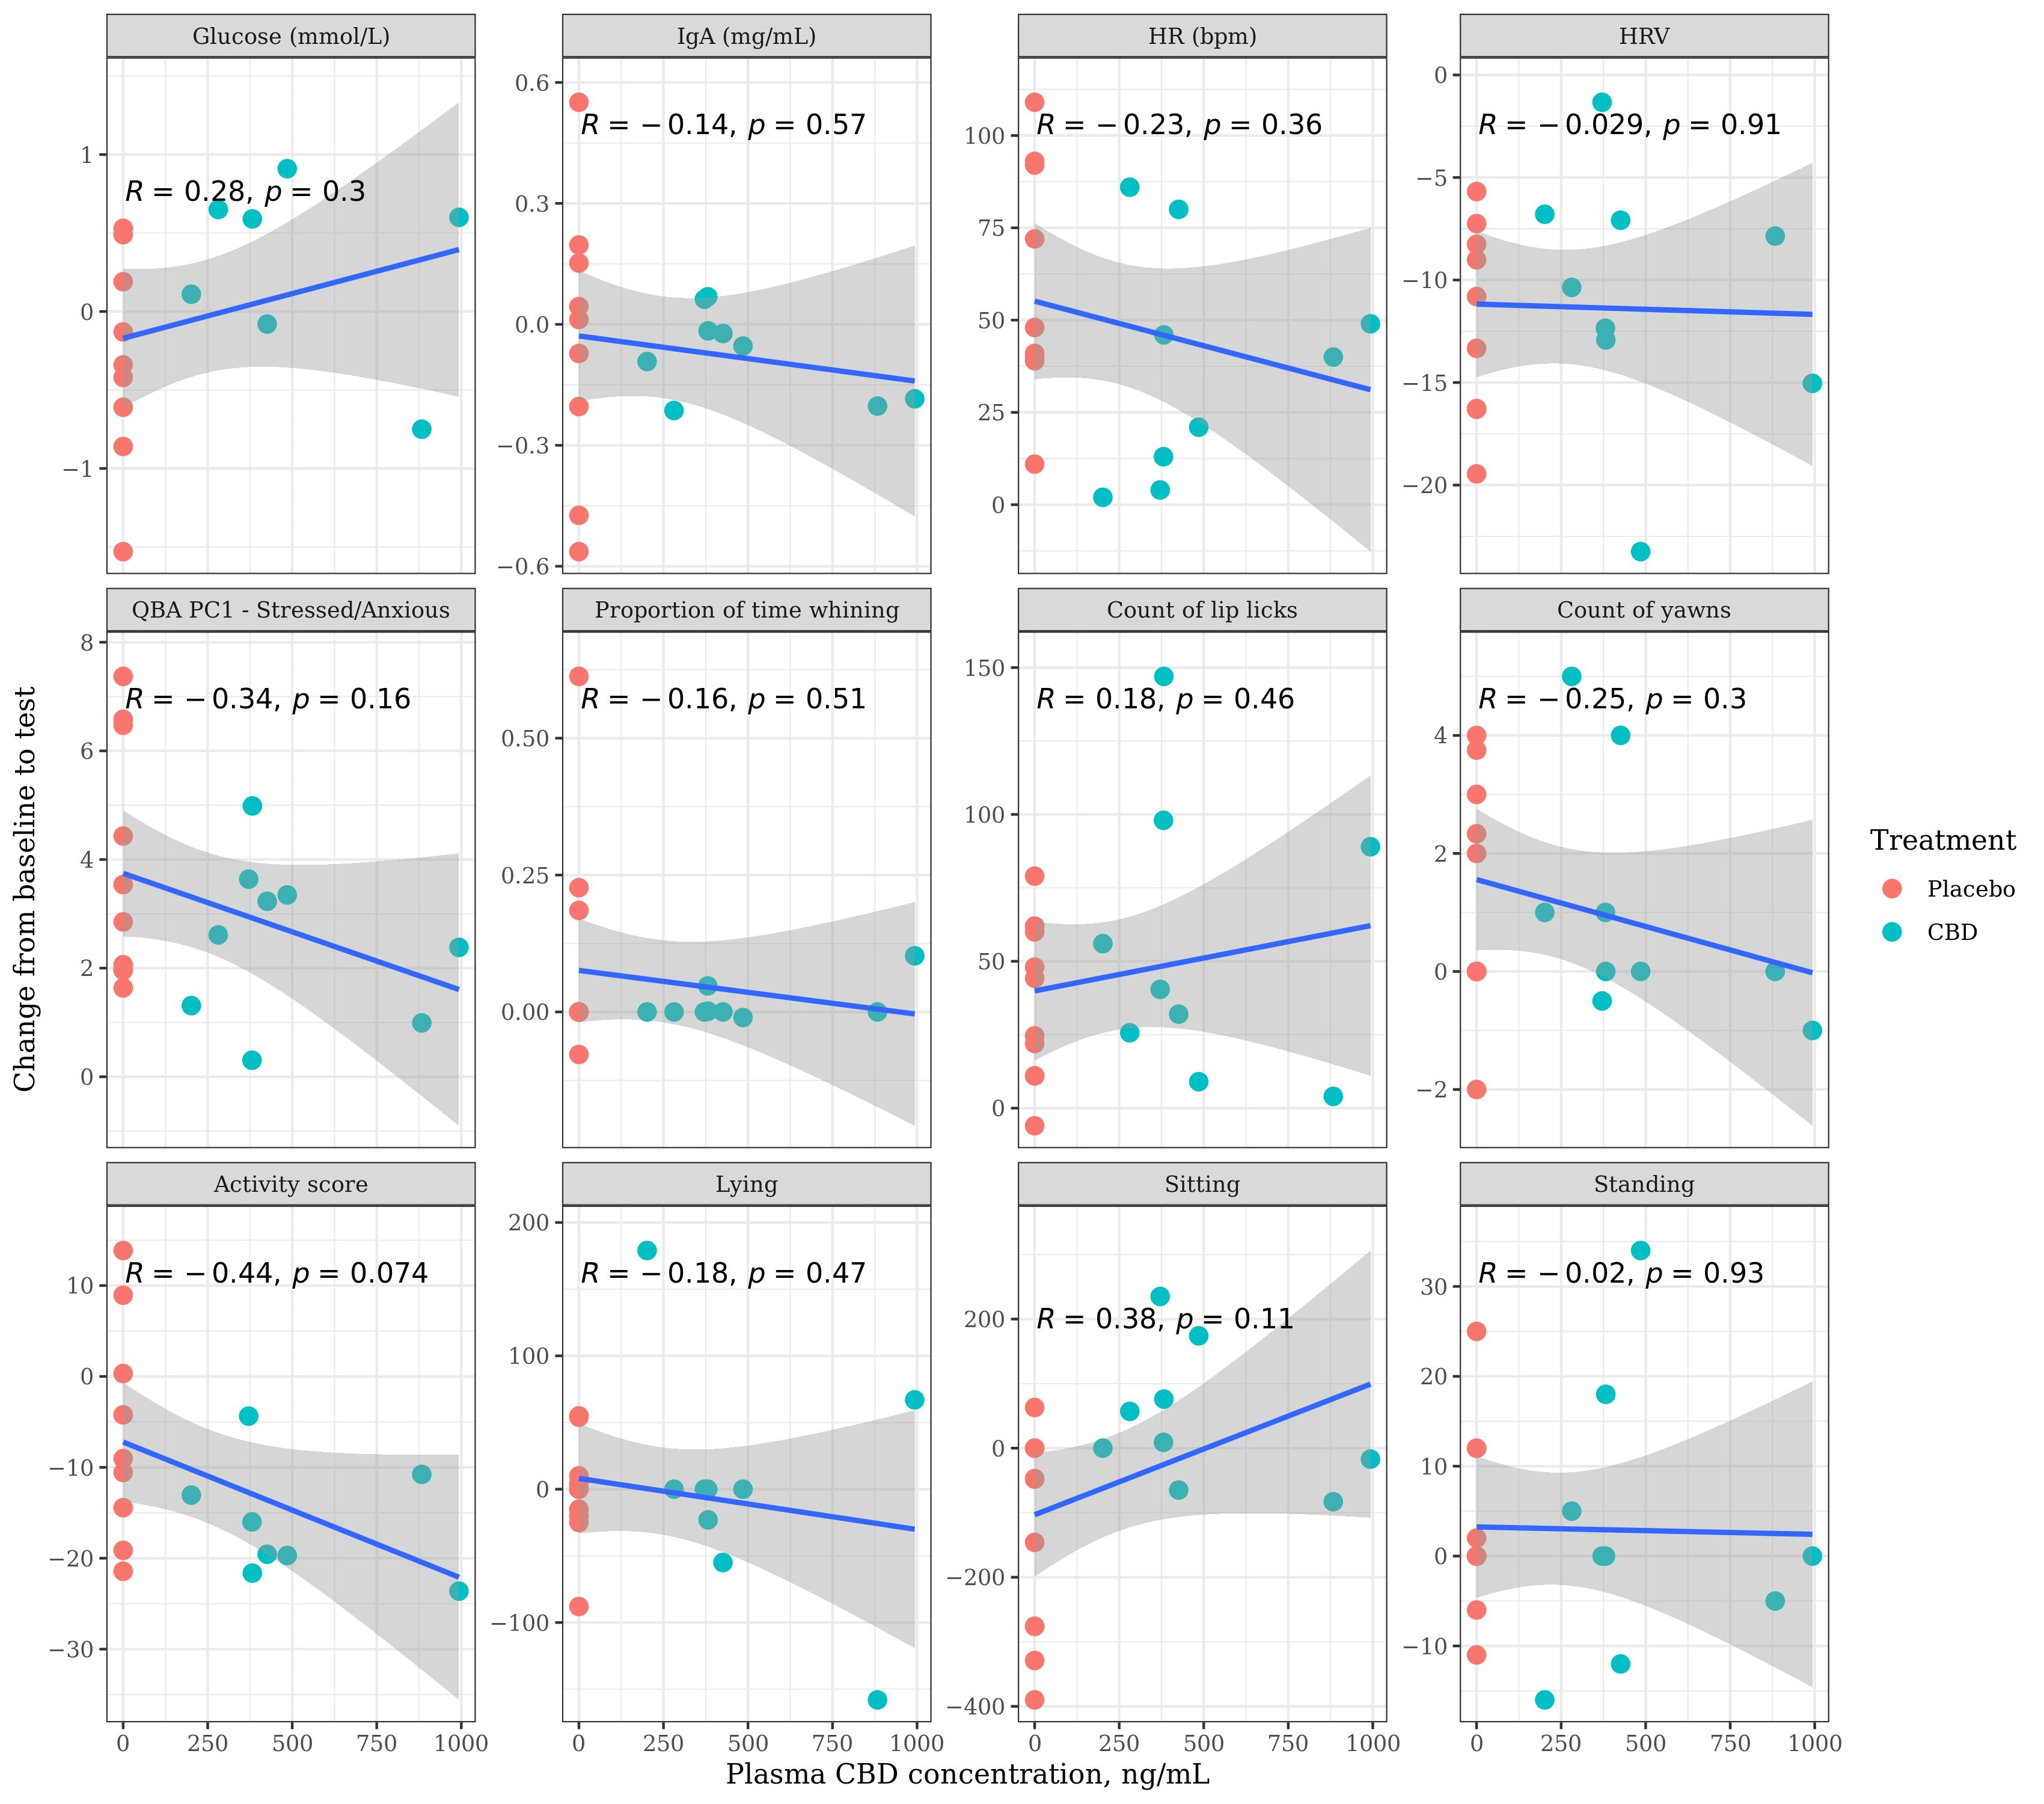 Glucose (mmol/L)
IgA (mg/mL)
HR (bpm)
HRV
1
0
−1
R = 0.28, p = 0.3
0.6
0.3
0.0
−0.3
−0.6
R = −0.14, p = 0.57
100
75
50
25
0
R = −0.23, p = 0.36
0
−5
−10
−15
−20
R = −0.029, p = 0.91
QBA PC1 - Stressed/Anxious
Proportion of time whining
Count of lip licks
Count of yawns
8
6
4
2
0
R = −0.34, p = 0.16
0.50
0.25
0.00
R = −0.16, p = 0.51
150
100
50
0
R = 0.18, p = 0.46
4
2
0
−2
R = −0.25, p = 0.3
Activity score
Lying
Sitting
Standing
10
0
−10
−20
−30
R = −0.44, p = 0.074
200
100
0
−100
R = −0.18, p = 0.47
200
0
−200
−400
R = 0.38, p = 0.11
30
20
10
0
−10
R = −0.02, p = 0.93
0 250 500 750 1000
0 250 500 750 1000
0 250 500 750 1000
0 250 500 750 1000
Plasma CBD concentration, ng/mL
Change from baseline to test
Treatment
Placebo
CBD